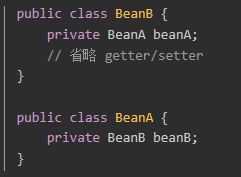 public class BeanB {
    private BeanA beanA;
    // 省略 getter/setter
}

public class BeanA {
    private BeanB beanB;
}